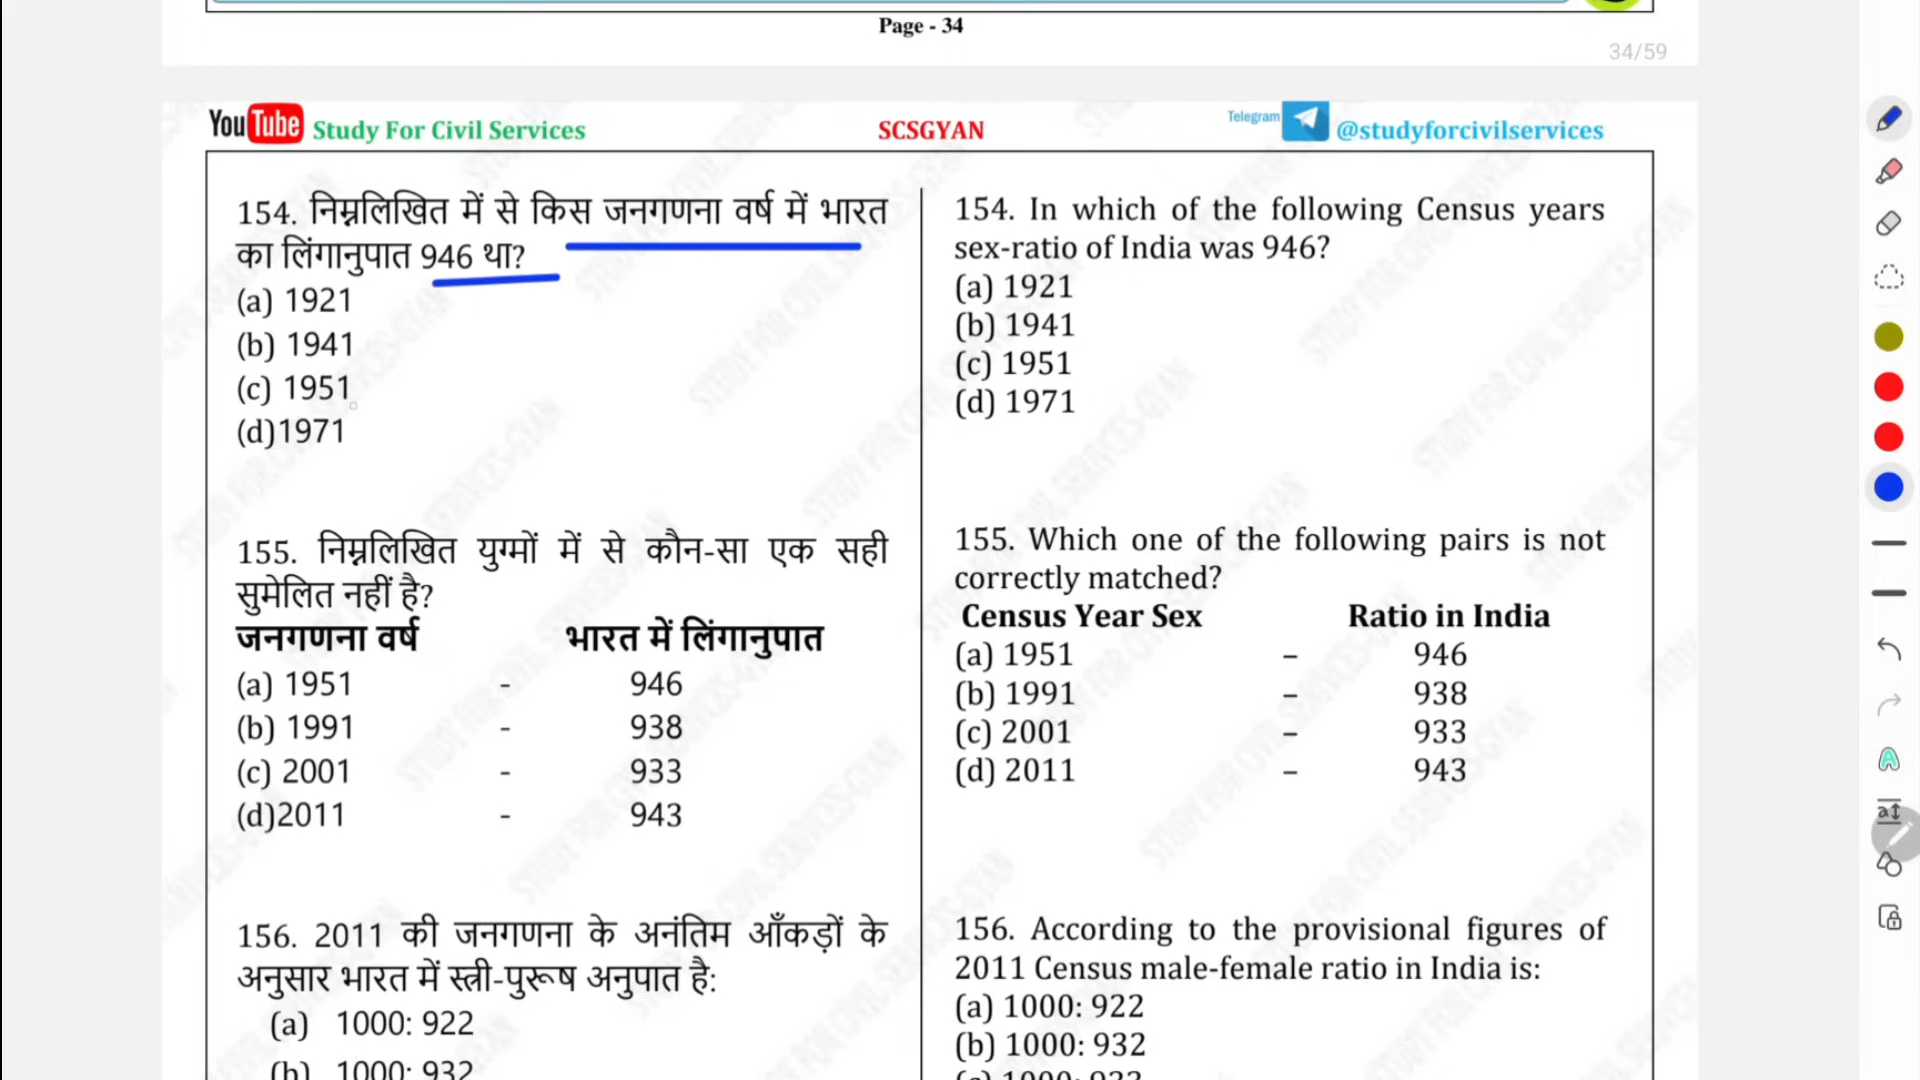 Page - 34
34/59
YouTube Study For Civil Services
SCSGYAN
Telegram @studyforcivilservices
154. निम्नलिखित में से किस जनगणना वर्ष में भारत
का लिंगानुपात 946 था?
(a) 1921
(b) 1941
(c) 1951
(d)1971
155. निम्नलिखित युग्मों में से कौन-सा एक सही
सुमेलित नहीं है?
जनगणना वर्ष भारत में लिंगानुपात
(a) 1951 - 946
(b) 1991 - 938
(c) 2001 - 933
(d)2011 - 943
156. 2011 की जनगणना के अनंतिम आँकड़ों के
अनुसार भारत में स्त्री-पुरूष अनुपात है:
(a) 1000: 922
(b) 1000: 932
154. In which of the following Census years
sex-ratio of India was 946?
(a) 1921
(b) 1941
(c) 1951
(d) 1971
155. Which one of the following pairs is not
correctly matched?
Census Year Sex Ratio in India
(a) 1951 – 946
(b) 1991 – 938
(c) 2001 – 933
(d) 2011 – 943
156. According to the provisional figures of
2011 Census male-female ratio in India is:
(a) 1000: 922
(b) 1000: 932